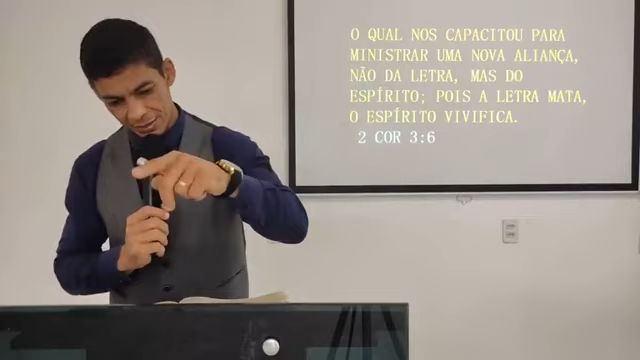 O QUAL NOS CAPACITOU PARA
MINISTRAR UMA NOVA ALIANÇA,
NÃO DA LETRA, MAS DO
ESPÍRITO; POIS A LETRA MATA,
O ESPÍRITO VIVIFICA.
2 COR 3:6